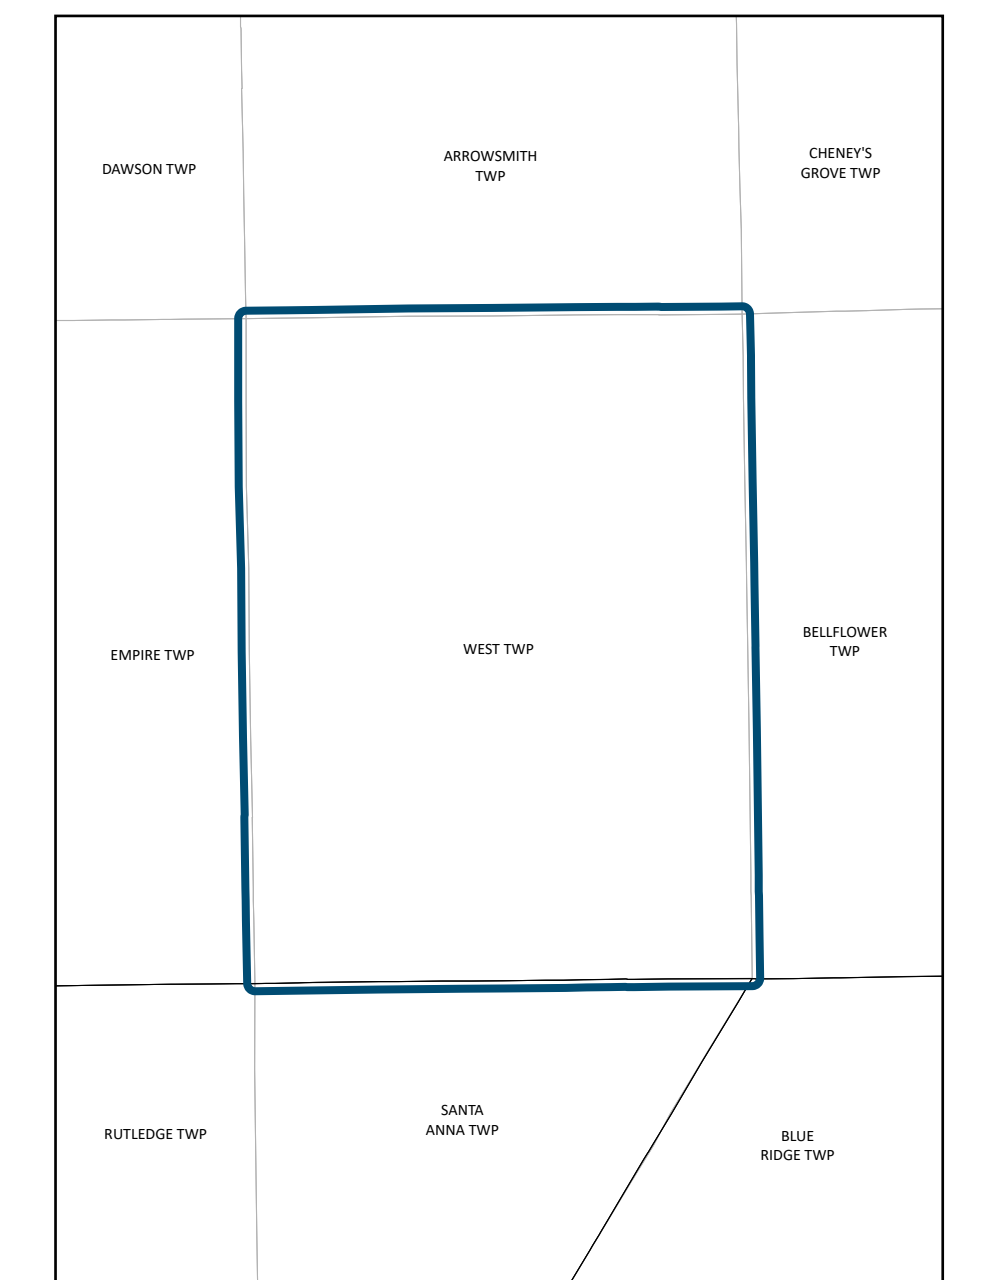 DAWSON TWP
ARROWSMITH
TWP
CHENEY'S
GROVE TWP
EMPIRE TWP
WEST TWP
BELLFLOWER
TWP
RUTLEDGE TWP
SANTA
ANNA TWP
BLUE
RIDGE TWP